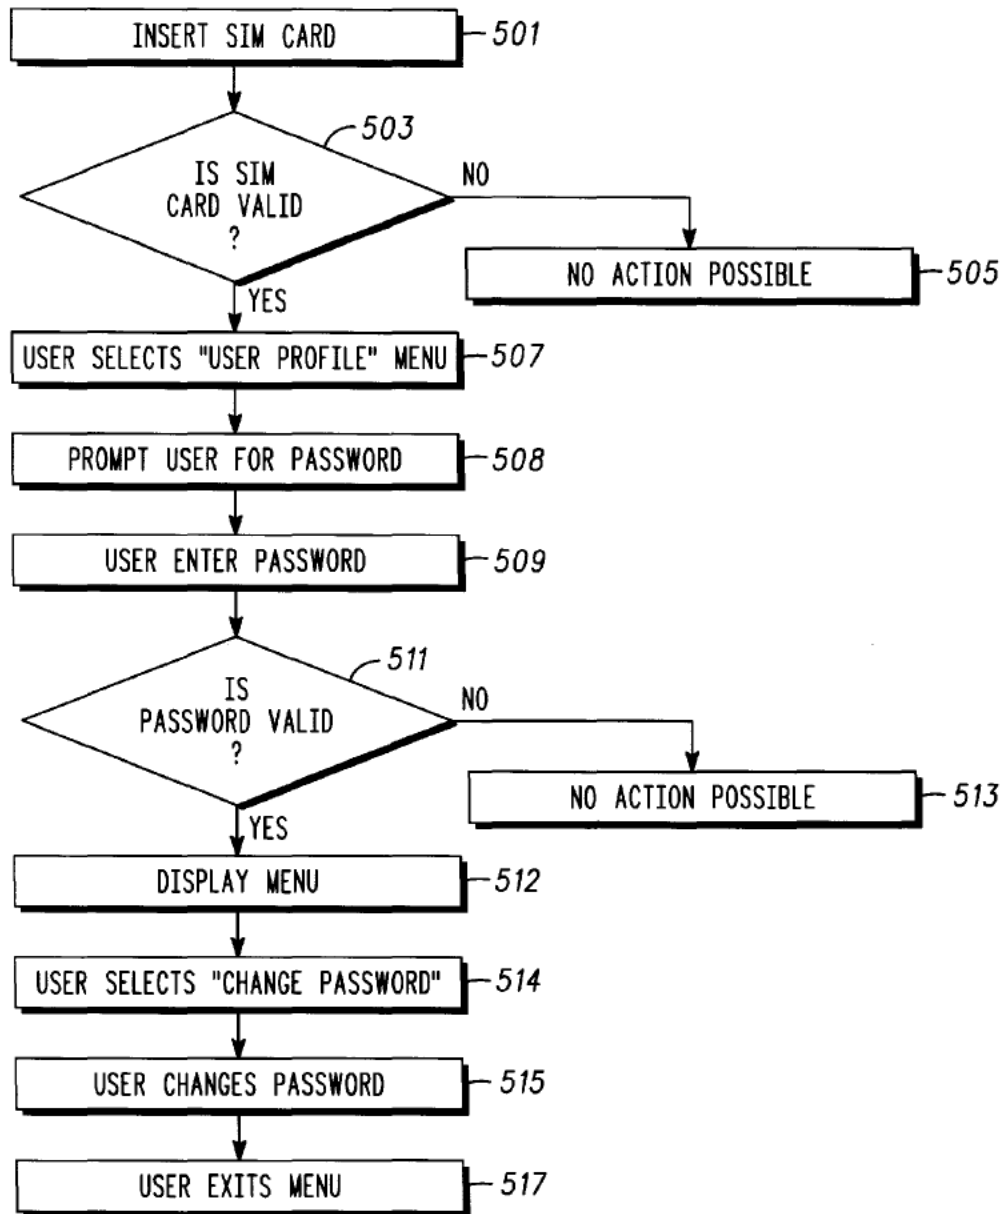 INSERT SIM CARD 501
503
IS SIM
CARD VALID
?
NO
NO ACTION POSSIBLE 505
YES
USER SELECTS "USER PROFILE" MENU 507
PROMPT USER FOR PASSWORD 508
USER ENTER PASSWORD 509
511
IS
PASSWORD VALID
?
NO
NO ACTION POSSIBLE 513
YES
DISPLAY MENU 512
USER SELECTS "CHANGE PASSWORD" 514
USER CHANGES PASSWORD 515
USER EXITS MENU 517